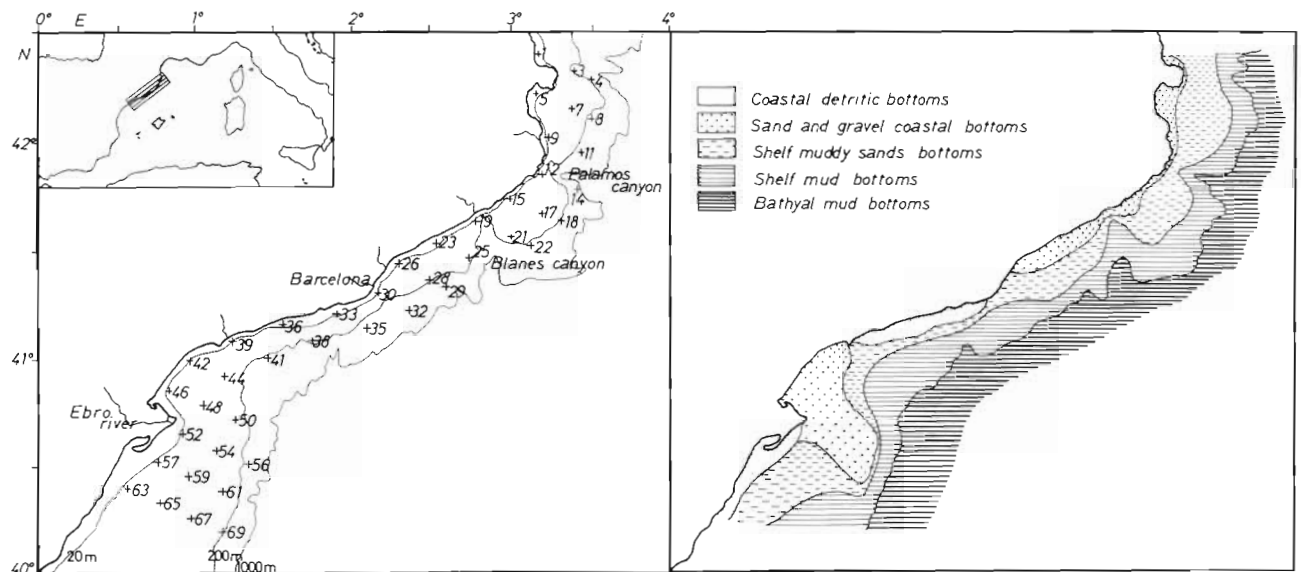 0° E 1° 2° 3° 4°
N
+3 +4
+5 +7 +8
42°
+9
+11
+12
Palamos canyon
14
+15 +17 +18
+19
+21 +22
+23 +25
Blanes canyon
+26
Barcelona
+28
+29
+30
+32
+33
+35
+36
+38
+39
+41
41°
+42
+44
+46
+48
Ebro river
+50
+52
+54
+56
+57
+59
+61
+63
+65
+67
+69
40°
20m 200m 1000m
Coastal detritic bottoms
Sand and gravel coastal bottoms
Shelf muddy sands bottoms
Shelf mud bottoms
Bathyal mud bottoms